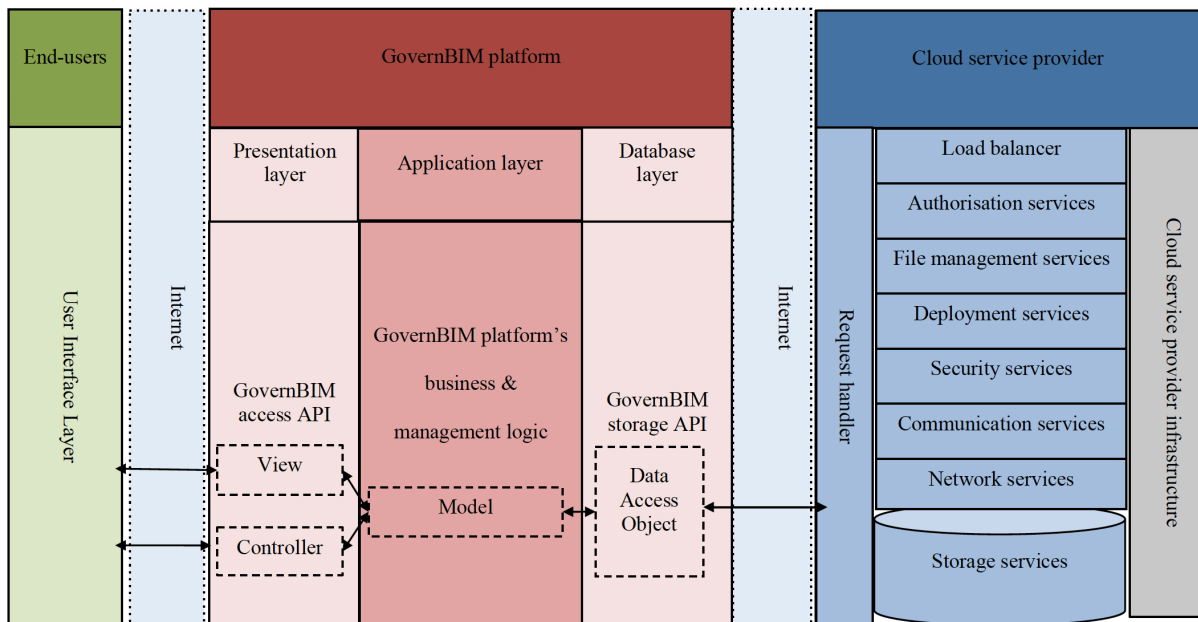 End-users
GovernBIM platform
Cloud service provider
Presentation
layer
Application layer
Database
layer
User Interface Layer
Internet
GovernBIM
access API
View
Controller
GovernBIM platform’s
business &
management logic
Model
GovernBIM
storage API
Data
Access
Object
Internet
Request handler
Load balancer
Authorisation services
File management services
Deployment services
Security services
Communication services
Network services
Storage services
Cloud service provider infrastructure